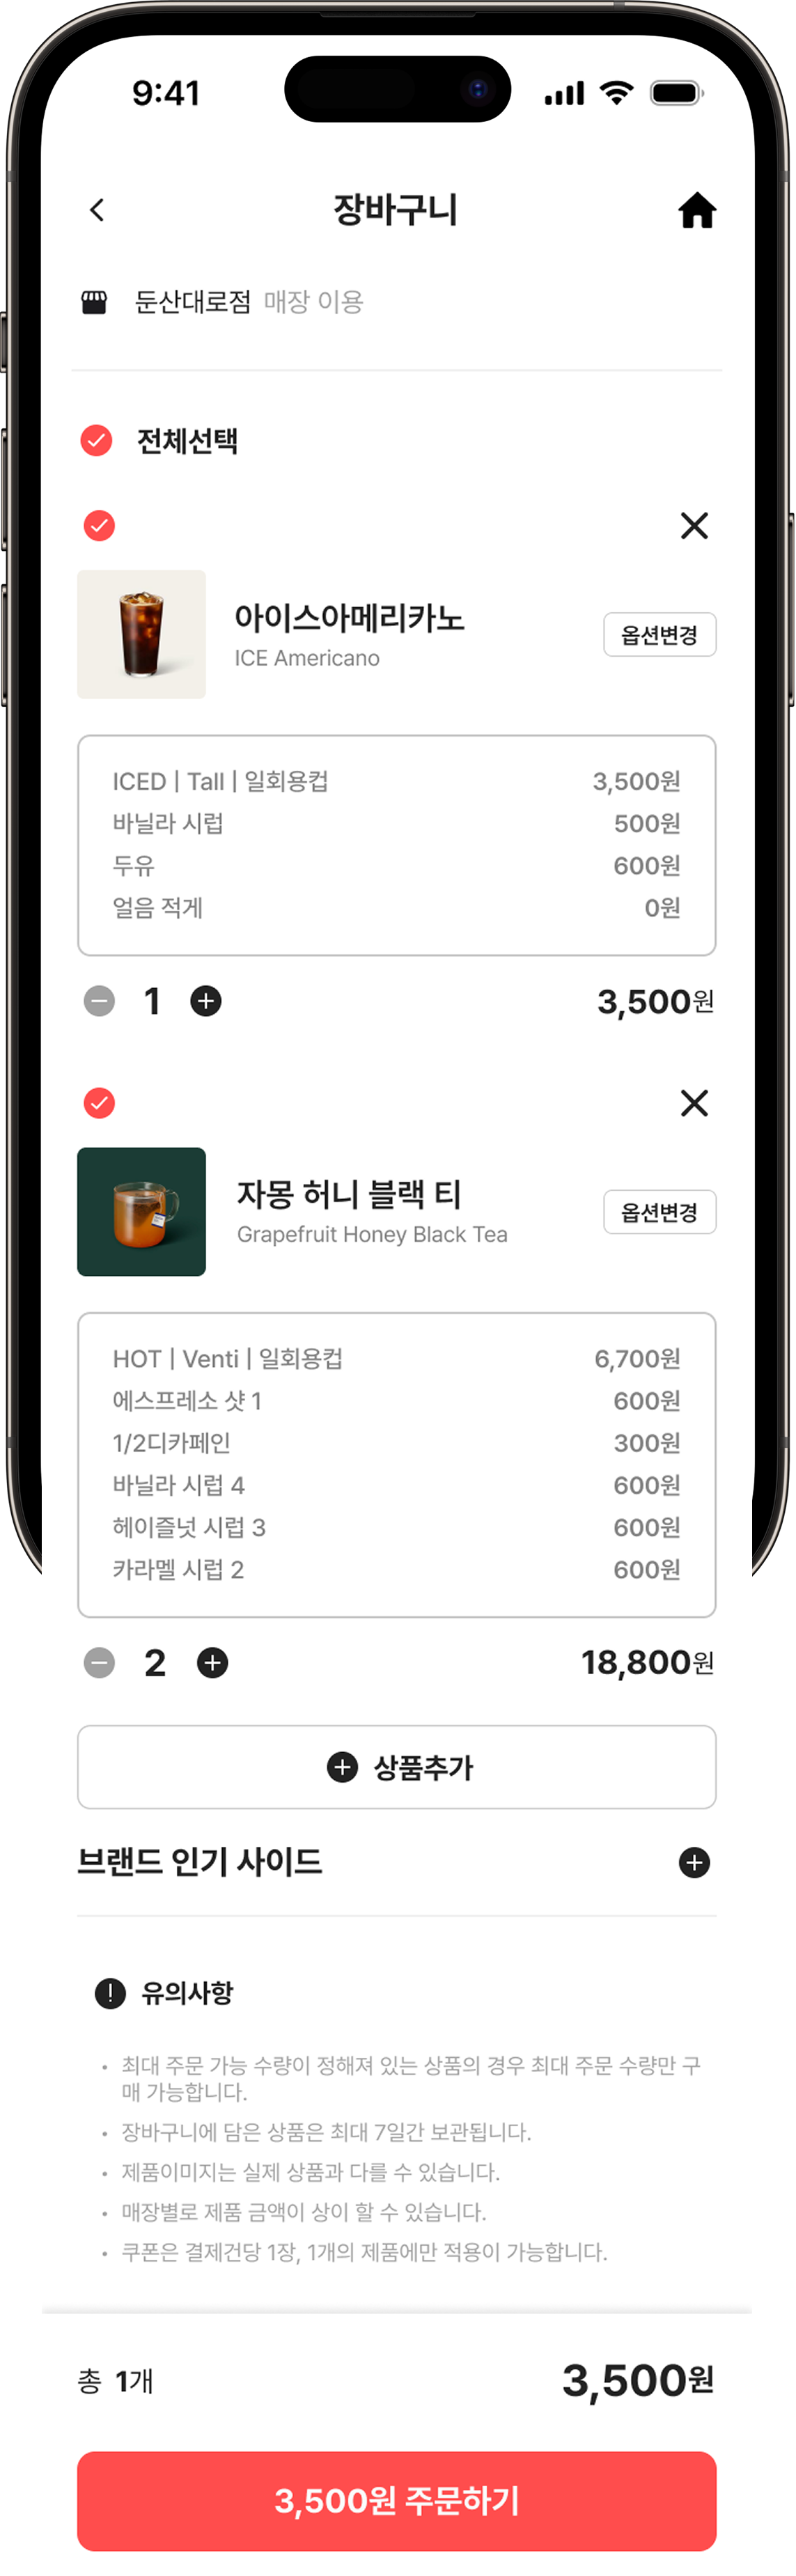 9:41
장바구니
둔산대로점 매장 이용
전체선택
아이스아메리카노
ICE Americano
옵션변경
ICED | Tall | 일회용컵 3,500원
바닐라 시럽 500원
두유 600원
얼음 적게 0원
1 3,500원
자몽 허니 블랙 티
Grapefruit Honey Black Tea
옵션변경
HOT | Venti | 일회용컵 6,700원
에스프레소 샷 1 600원
1/2디카페인 300원
바닐라 시럽 4 600원
헤이즐넛 시럽 3 600원
카라멜 시럽 2 600원
2 18,800원
상품추가
브랜드 인기 사이드
유의사항
• 최대 주문 가능 수량이 정해져 있는 상품의 경우 최대 주문 수량만 구
매 가능합니다.
• 장바구니에 담은 상품은 최대 7일간 보관됩니다.
• 제품이미지는 실제 상품과 다를 수 있습니다.
• 매장별로 제품 금액이 상이 할 수 있습니다.
• 쿠폰은 결제건당 1장, 1개의 제품에만 적용이 가능합니다.
총 1개 3,500원
3,500원 주문하기